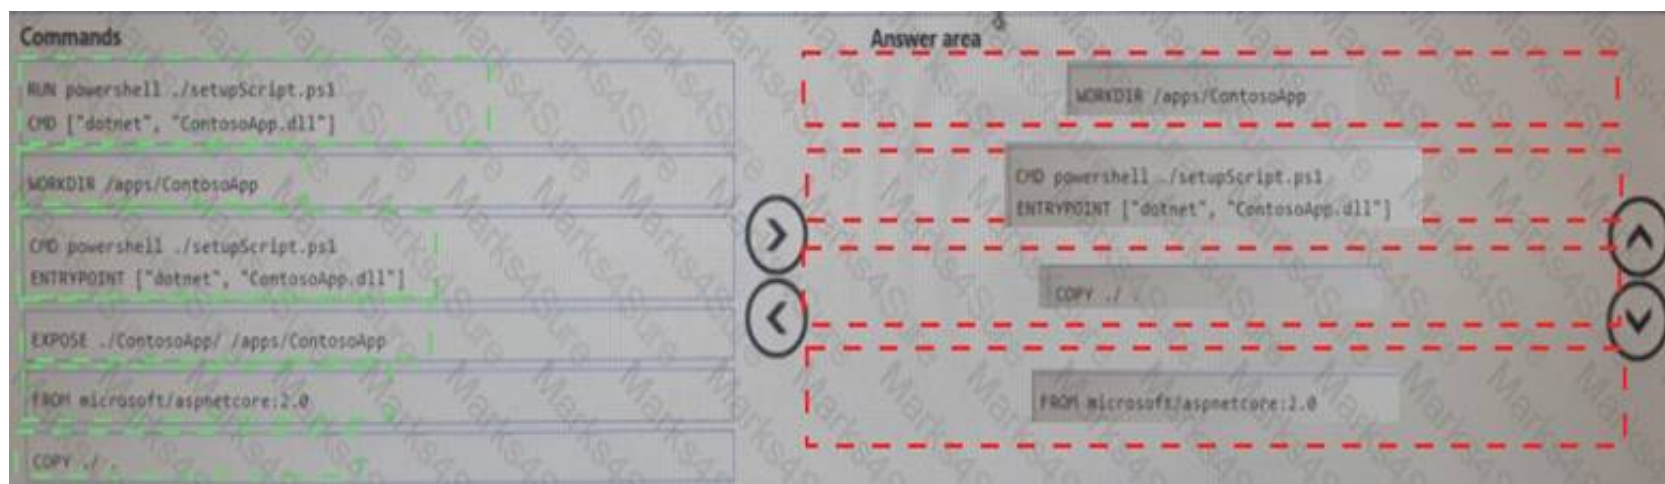 Commands
RUN powershell ./setupScript.ps1
CMD ["dotnet", "ContosoApp.dll"]
WORKDIR /apps/ContosoApp
CMD powershell ./setupScript.ps1
ENTRYPOINT ["dotnet", "ContosoApp.dll"]
EXPOSE ./ContosoApp/ /apps/ContosoApp
FROM microsoft/aspnetcore:2.0
COPY ./ .
Answer area
WORKDIR /apps/ContosoApp
CMD powershell ./setupScript.ps1
ENTRYPOINT ["dotnet", "ContosoApp.dll"]
COPY ./ .
FROM microsoft/aspnetcore:2.0
Marks4Sure